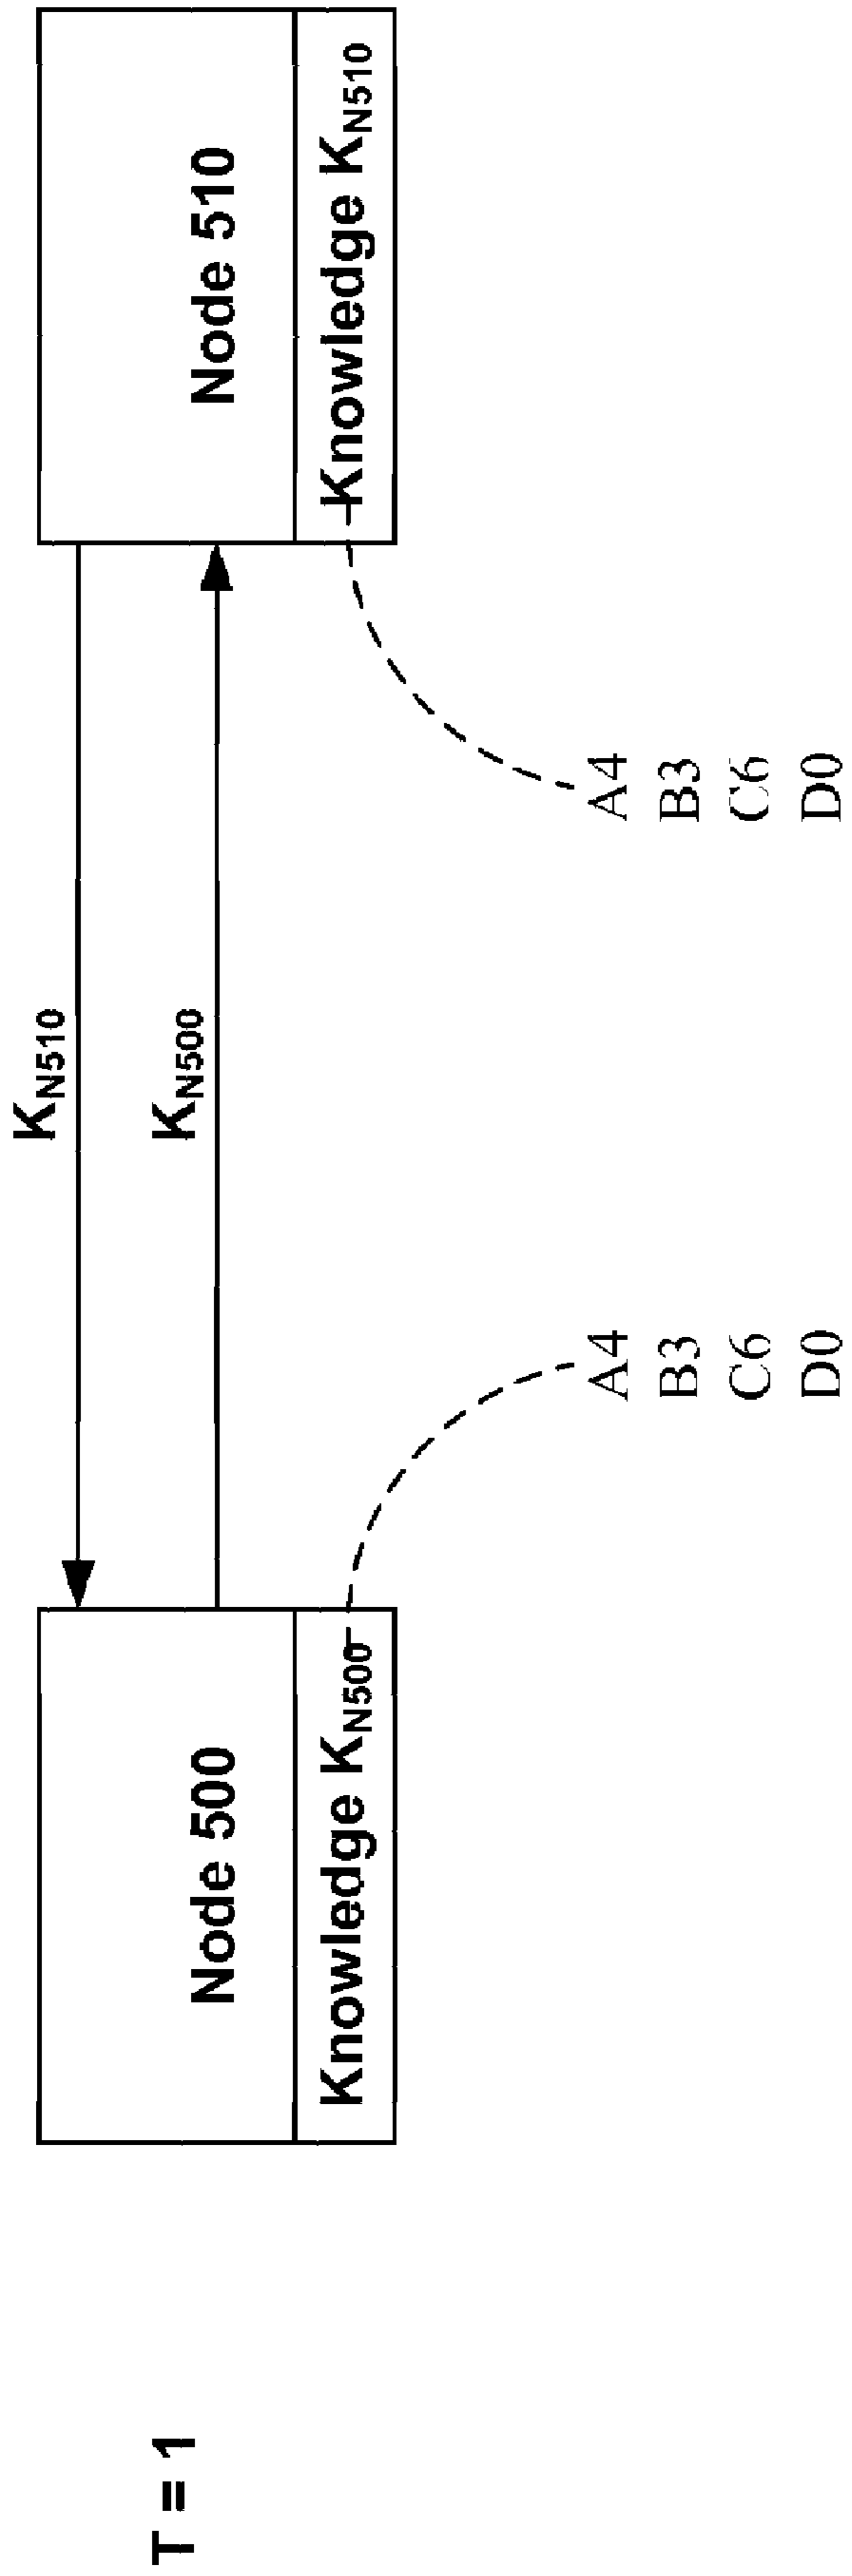 T = 1
K_N510
K_N500
Node 500
Knowledge K_N500
Node 510
Knowledge K_N510
A4
B3
C6
D0
A4
B3
C6
D0